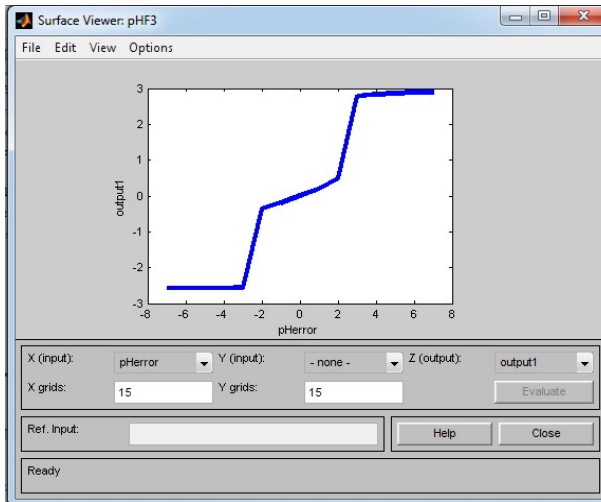 Surface Viewer: pHF3
File Edit View Options
3
2
1
0
-1
-2
-3
output1
-8 -6 -4 -2 0 2 4 6 8
pHerror
X (input): pHerror Y (input): - none - Z (output): output1
X grids: 15 Y grids: 15 Evaluate
Ref. Input: Help Close
Ready